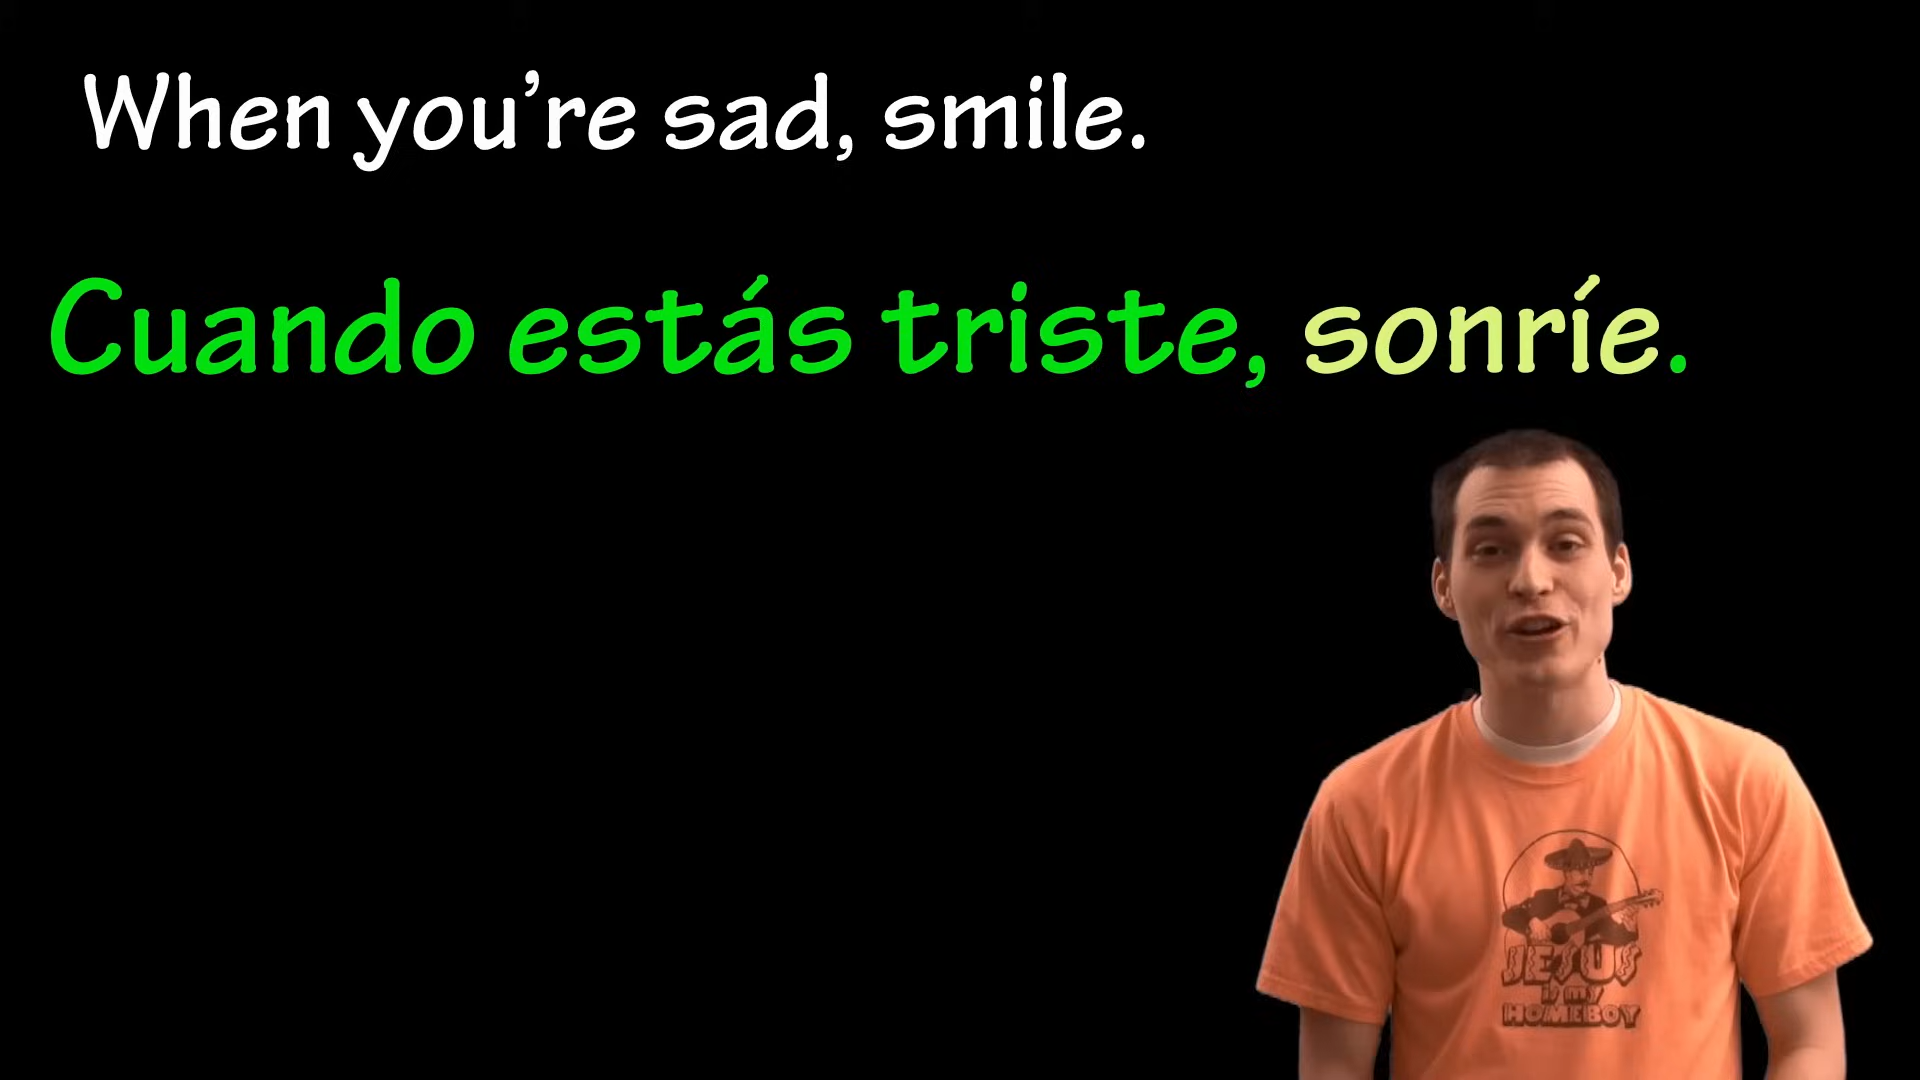 When you’re sad, smile.
Cuando estás triste, sonríe.
JESUS
is my
HOMEBOY